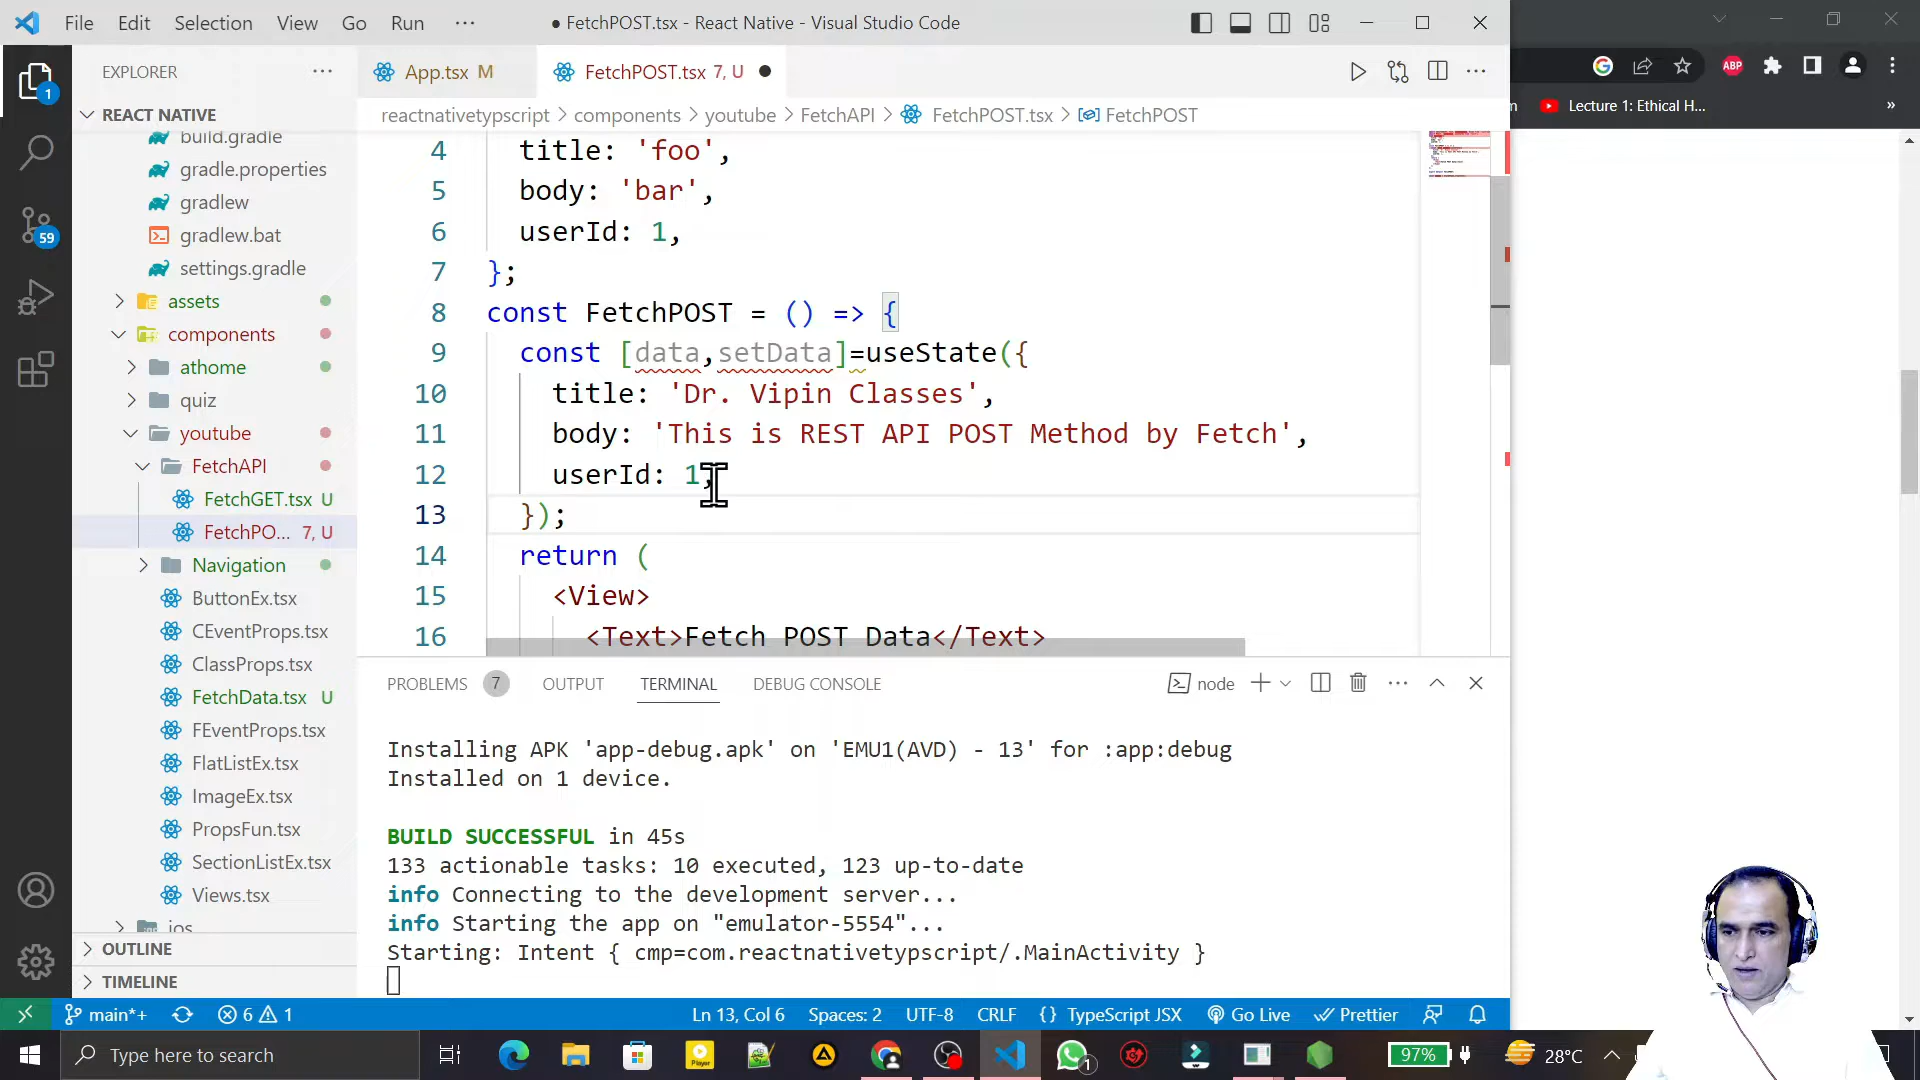 File Edit Selection View Go Run ···
● FetchPOST.tsx - React Native - Visual Studio Code
EXPLORER
App.tsx M
FetchPOST.tsx 7, U
Lecture 1: Ethical H...
REACT NATIVE
reactnativetypscript > components > youtube > FetchAPI > FetchPOST.tsx > FetchPOST
build.gradle
gradle.properties
gradlew
gradlew.bat
settings.gradle
assets
components
athome
quiz
youtube
FetchAPI
FetchGET.tsx U
FetchPO... 7, U
Navigation
ButtonEx.tsx
CEventProps.tsx
ClassProps.tsx
FetchData.tsx U
FEventProps.tsx
FlatListEx.tsx
ImageEx.tsx
PropsFun.tsx
SectionListEx.tsx
Views.tsx
ios
OUTLINE
TIMELINE
1
59
4 title: 'foo',
5 body: 'bar',
6 userId: 1,
7 };
8 const FetchPOST = () => {
9 const [data,setData]=useState({
10 title: 'Dr. Vipin Classes',
11 body: 'This is REST API POST Method by Fetch',
12 userId: 1,
13 });
14 return (
15 <View>
16 <Text>Fetch POST Data</Text>
PROBLEMS 7 OUTPUT TERMINAL DEBUG CONSOLE
node
Installing APK 'app-debug.apk' on 'EMU1(AVD) - 13' for :app:debug
Installed on 1 device.
BUILD SUCCESSFUL in 45s
133 actionable tasks: 10 executed, 123 up-to-date
info Connecting to the development server...
info Starting the app on "emulator-5554"...
Starting: Intent { cmp=com.reactnativetypscript/.MainActivity }
main*+ 6 1
Ln 13, Col 6 Spaces: 2 UTF-8 CRLF {} TypeScript JSX Go Live Prettier
Type here to search
Player
1
97%
28°C
ABP